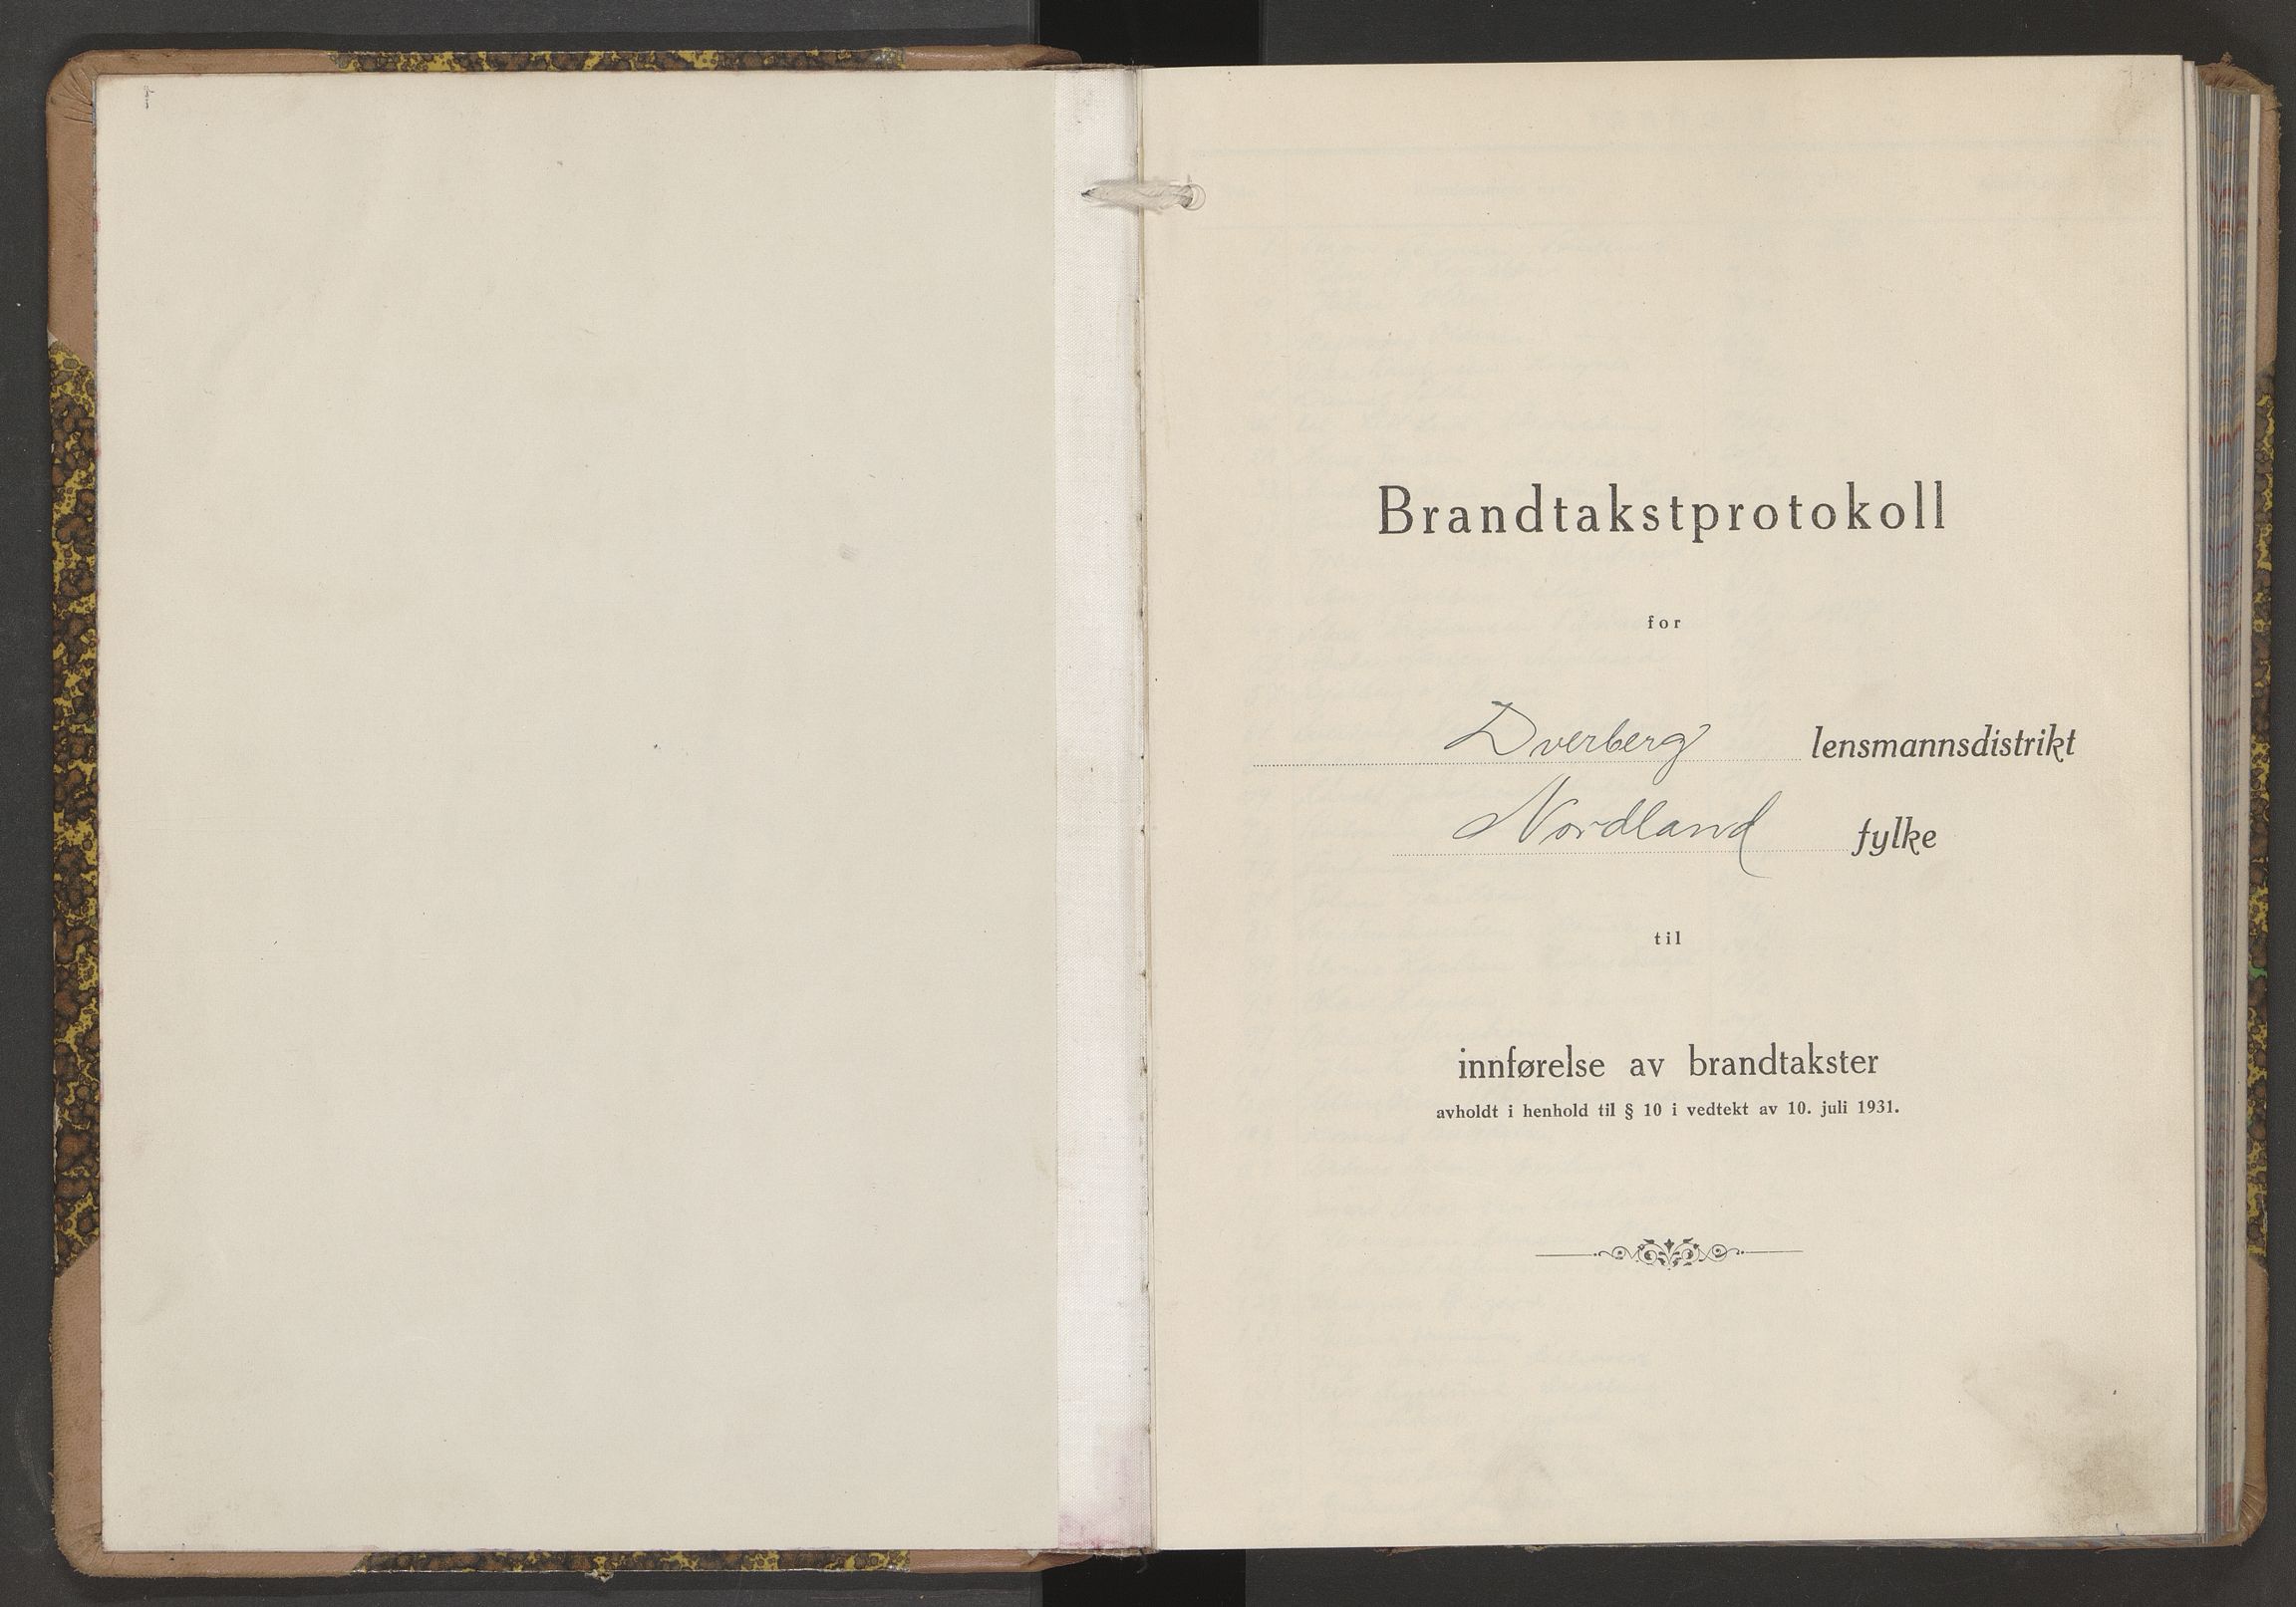 Brandtakstprotokoll
for
Dverberg lensmannsdistrikt
Nordland fylke
til
innførelse av brandtakster
avholdt i henhold til § 10 i vedtekt av 10. juli 1931.